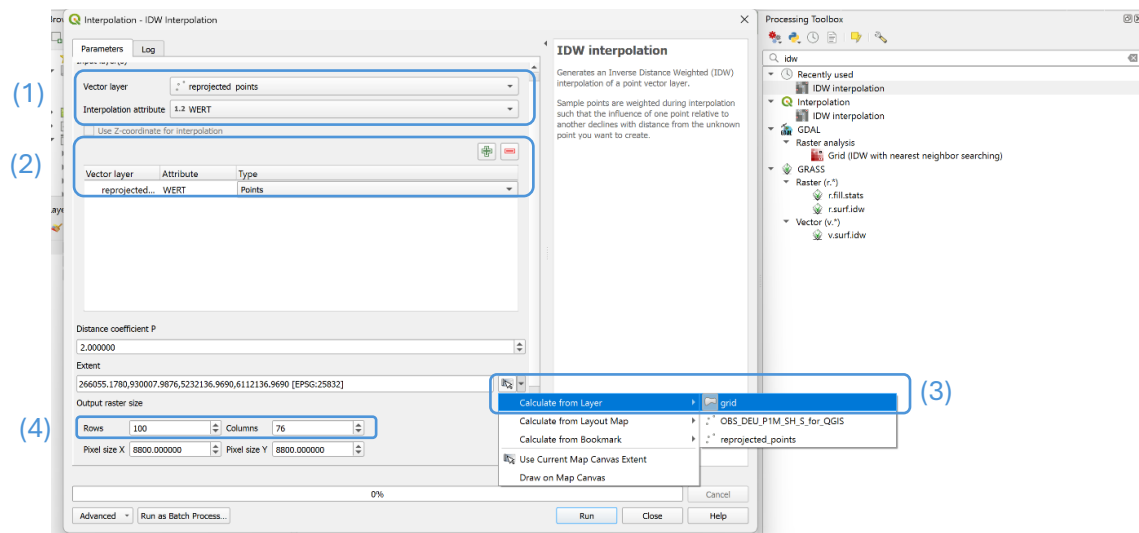 Interpolation - IDW Interpolation
Parameters Log
(1)
Vector layer reprojected points
Interpolation attribute 1.2 WERT
Use Z-coordinate for interpolation
(2)
Vector layer Attribute Type
reprojected... WERT Points
Distance coefficient P
2.000000
Extent
266055.1780,930007.9876,5232136.9690,6112136.9690 [EPSG:25832]
Output raster size
(4)
Rows 100 Columns 76
Pixel size X 8800.000000 Pixel size Y 8800.000000
0%
Cancel
Advanced Run as Batch Process... Run Close Help
IDW interpolation
Generates an Inverse Distance Weighted (IDW)
interpolation of a point vector layer.
Sample points are weighted during interpolation
such that the influence of one point relative to
another declines with distance from the unknown
point you want to create.
(3)
Calculate from Layer grid
Calculate from Layout Map OBS_DEU_P1M_SH_S_for_QGIS
Calculate from Bookmark reprojected_points
Use Current Map Canvas Extent
Draw on Map Canvas
Processing Toolbox
idw
Recently used
IDW interpolation
Interpolation
IDW interpolation
GDAL
Raster analysis
Grid (IDW with nearest neighbor searching)
GRASS
Raster (r.*)
r.fill.stats
r.surf.idw
Vector (v.*)
v.surf.idw